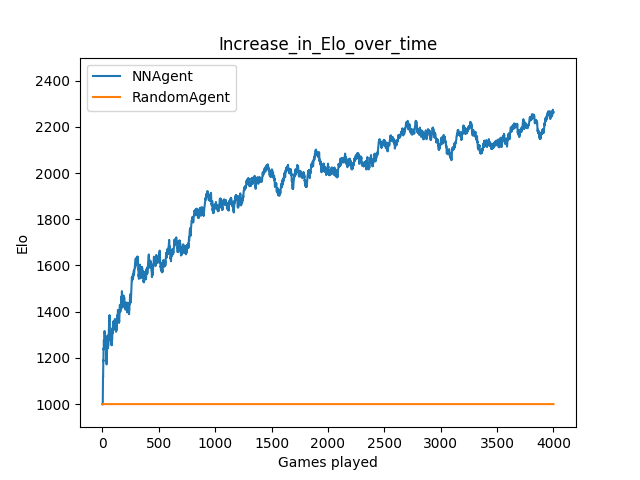 Increase_in_Elo_over_time
NNAgent
RandomAgent
2400
2200
2000
1800
1600
1400
1200
1000
Elo
0 500 1000 1500 2000 2500 3000 3500 4000
Games played